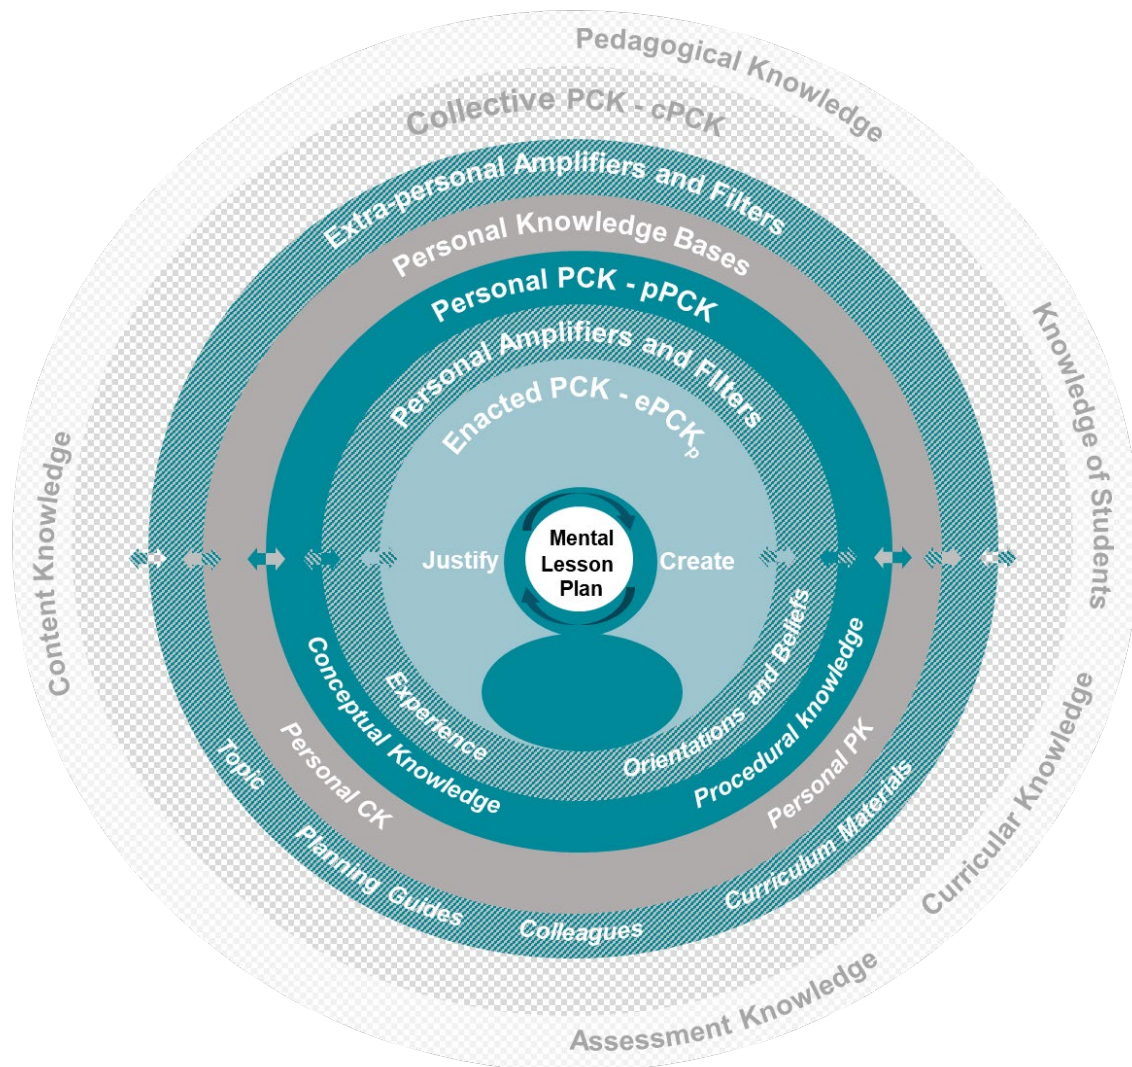 Pedagogical Knowledge
Collective PCK - cPCK
Extra-personal Amplifiers and Filters
Personal Knowledge Bases
Personal PCK - pPCK
Personal Amplifiers and Filters
Enacted PCK - ePCKp
Knowledge of Students
Content Knowledge
Justify
Mental
Lesson
Plan
Create
Experience
Orientations and Beliefs
Conceptual Knowledge
Procedural knowledge
Personal CK
Personal PK
Topic
Planning Guides
Colleagues
Curriculum Materials
Curricular Knowledge
Assessment Knowledge